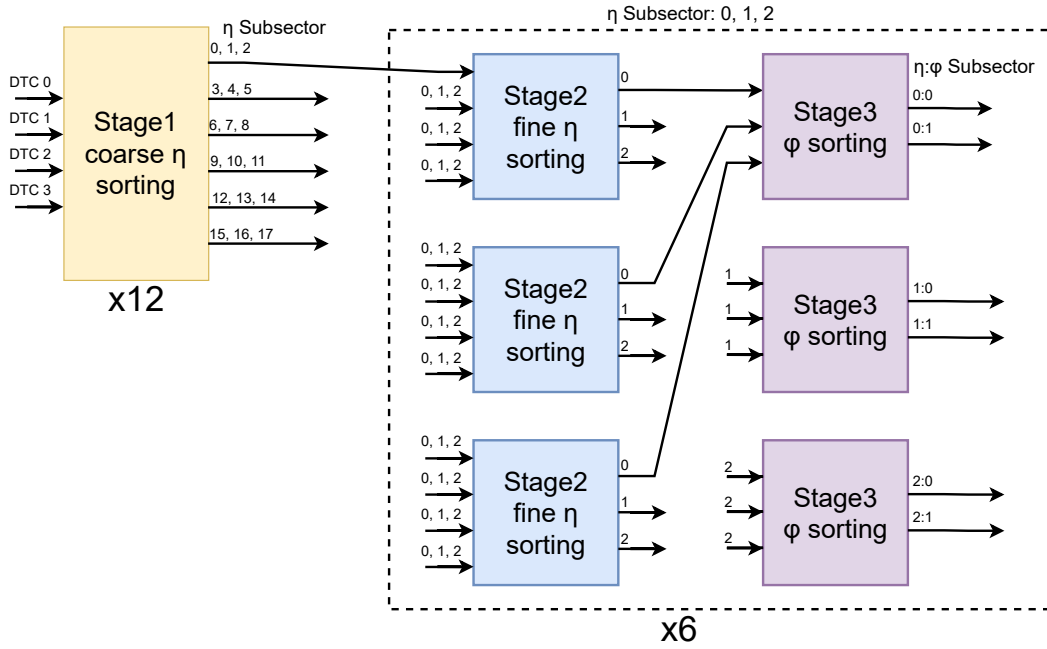 η Subsector: 0, 1, 2
η Subsector
0, 1, 2
3, 4, 5
6, 7, 8
9, 10, 11
12, 13, 14
15, 16, 17
DTC 0
DTC 1
DTC 2
DTC 3
Stage1
coarse η
sorting
x12
0, 1, 2
0, 1, 2
0, 1, 2
Stage2
fine η
sorting
0
1
2
Stage3
φ sorting
η:φ Subsector
0:0
0:1
0, 1, 2
0, 1, 2
0, 1, 2
0, 1, 2
Stage2
fine η
sorting
0
1
2
1
1
1
Stage3
φ sorting
1:0
1:1
0, 1, 2
0, 1, 2
0, 1, 2
0, 1, 2
Stage2
fine η
sorting
0
1
2
2
2
2
Stage3
φ sorting
2:0
2:1
x6